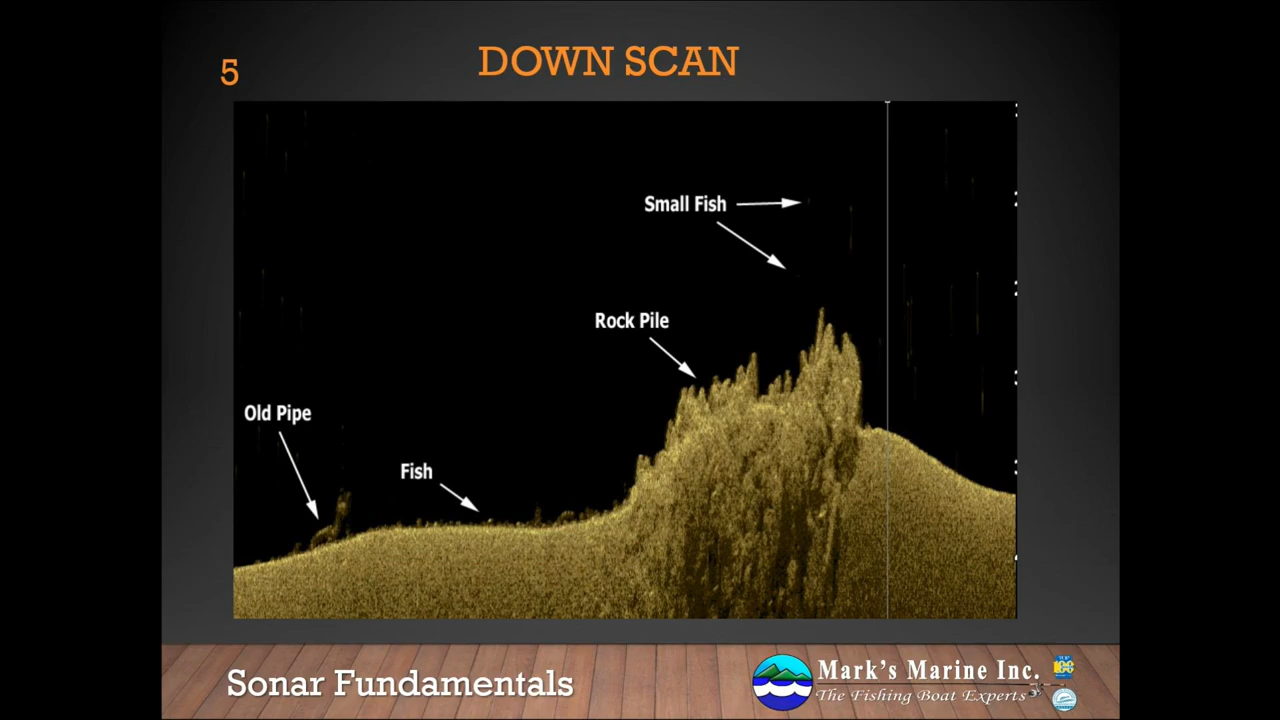 5
DOWN SCAN
Small Fish
Rock Pile
Old Pipe
Fish
Sonar Fundamentals
Mark's Marine Inc.
The Fishing Boat Experts